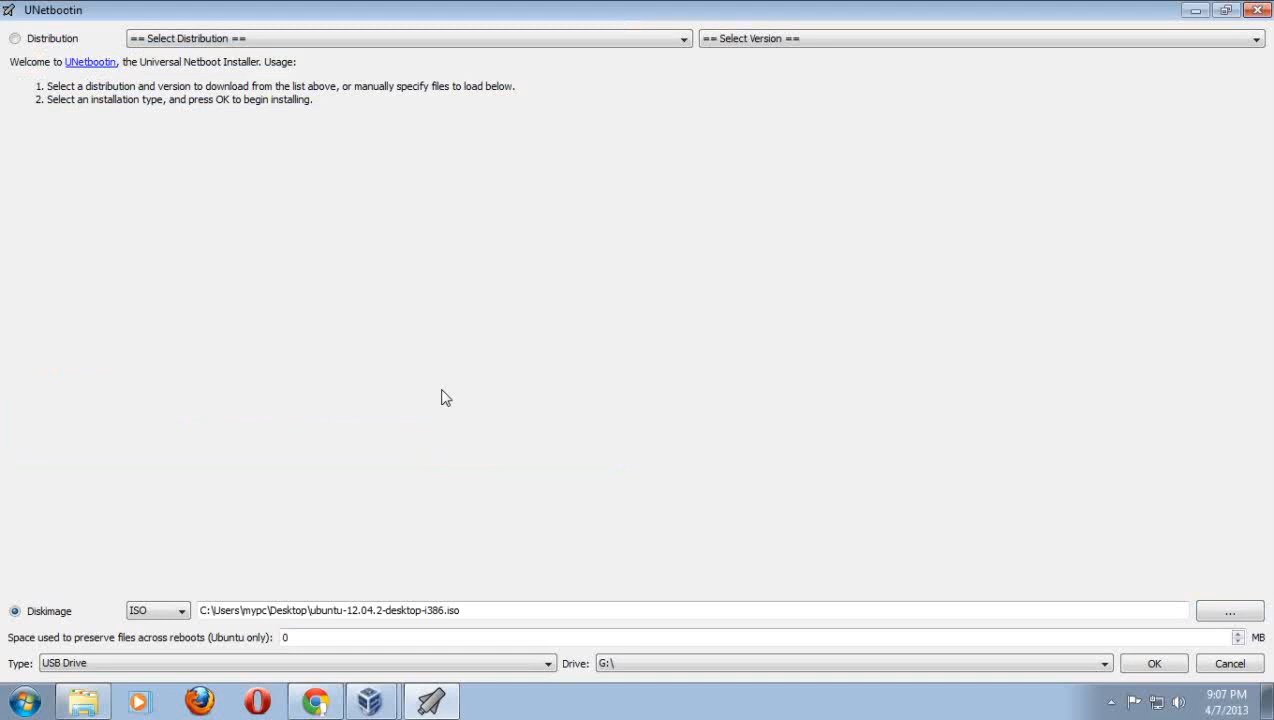 UNetbootin
Distribution == Select Distribution == == Select Version ==
Welcome to UNetbootin, the Universal Netboot Installer. Usage:
1. Select a distribution and version to download from the list above, or manually specify files to load below.
2. Select an installation type, and press OK to begin installing.
Diskimage ISO C:\Users\mypc\Desktop\ubuntu-12.04.2-desktop-i386.iso ...
Space used to preserve files across reboots (Ubuntu only): 0 MB
Type: USB Drive Drive: G:\ OK Cancel
9:07 PM
4/7/2013